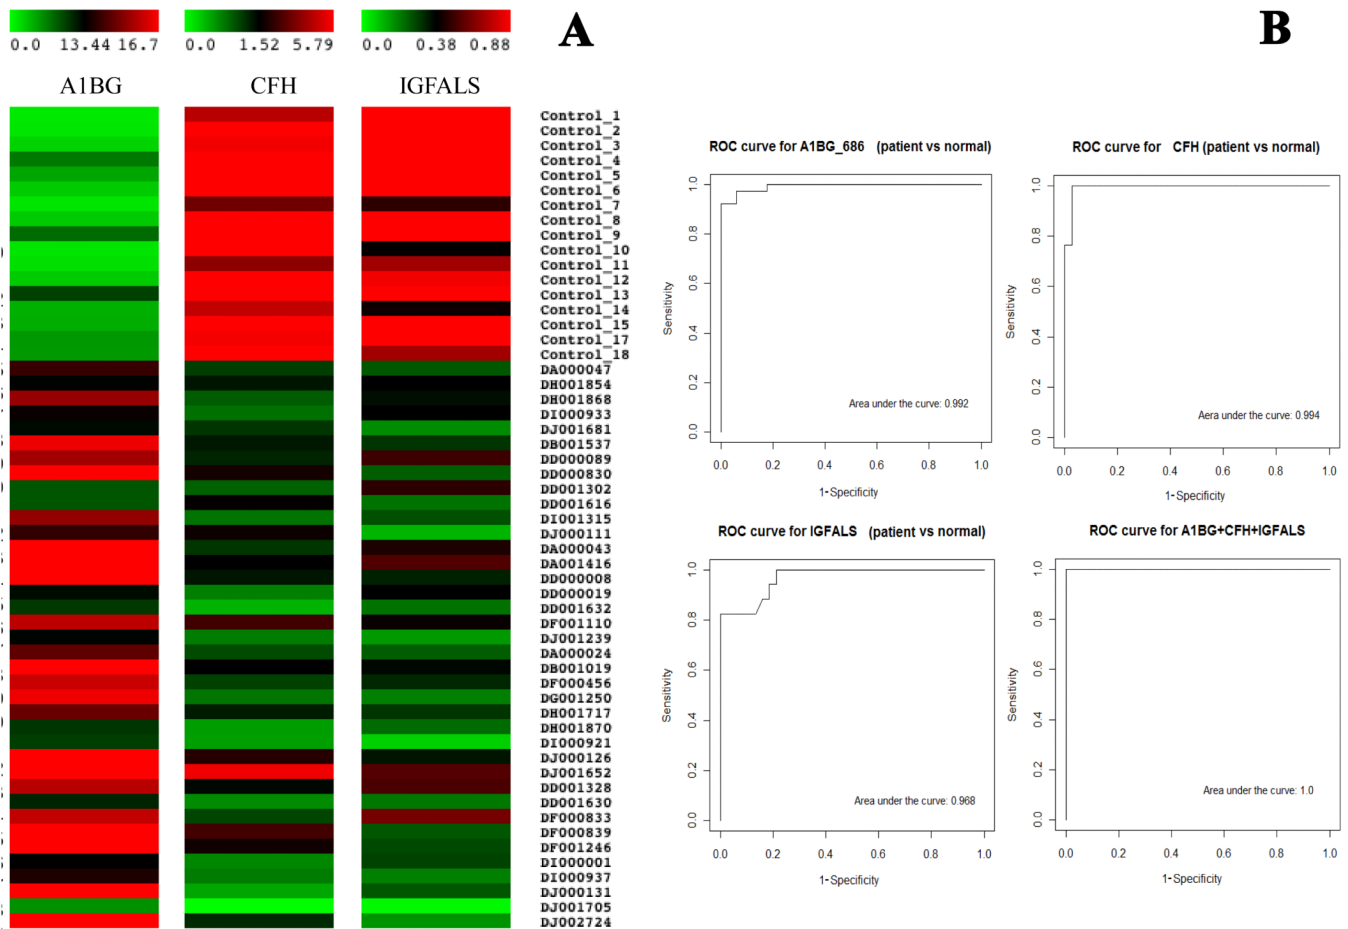 A
B
0.0 13.44 16.7
0.0 1.52 5.79
0.0 0.38 0.88
A1BG
CFH
IGFALS
Control_1
Control_2
Control_3
Control_4
Control_5
Control_6
Control_7
Control_8
Control_9
Control_10
Control_11
Control_12
Control_13
Control_14
Control_15
Control_17
Control_18
DA000047
DH001854
DH001868
DI000933
DJ001681
DB001537
DD000089
DD000830
DD001302
DD001616
DI001315
DJ000111
DA000043
DA001416
DD000008
DD000019
DD001632
DF001110
DJ001239
DA000024
DB001019
DF000456
DG001250
DH001717
DH001870
DI000921
DJ000126
DJ001652
DD001328
DD001630
DF000833
DF000839
DF001246
DI000001
DI000937
DJ000131
DJ001705
DJ002724
ROC curve for A1BG_686 (patient vs normal)
Sensitivity
1.0
0.8
0.6
0.4
0.2
0.0
Area under the curve: 0.992
0.0 0.2 0.4 0.6 0.8 1.0
1-Specificity
ROC curve for CFH (patient vs normal)
Sensitivity
1.0
0.8
0.6
0.4
0.2
0.0
Aera under the curve: 0.994
0.0 0.2 0.4 0.6 0.8 1.0
1-Specificity
ROC curve for IGFALS (patient vs normal)
Sensitivity
1.0
0.8
0.6
0.4
0.2
0.0
Area under the curve: 0.968
0.0 0.2 0.4 0.6 0.8 1.0
1-Specificity
ROC curve for A1BG+CFH+IGFALS
Sensitivity
1.0
0.8
0.6
0.4
0.2
0.0
Area under the curve: 1.0
0.0 0.2 0.4 0.6 0.8 1.0
1-Specificity